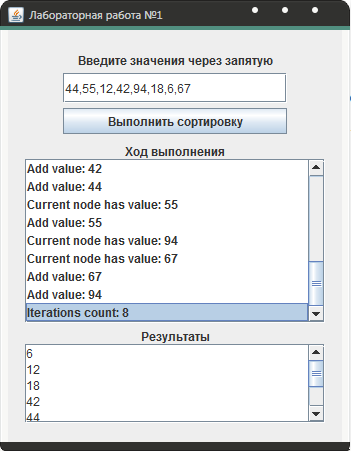 Лабораторная работа №1
Введите значения через запятую
44,55,12,42,94,18,6,67
Выполнить сортировку
Ход выполнения
Add value: 42
Add value: 44
Current node has value: 55
Add value: 55
Current node has value: 94
Current node has value: 67
Add value: 67
Add value: 94
Iterations count: 8
Результаты
6
12
18
42
44